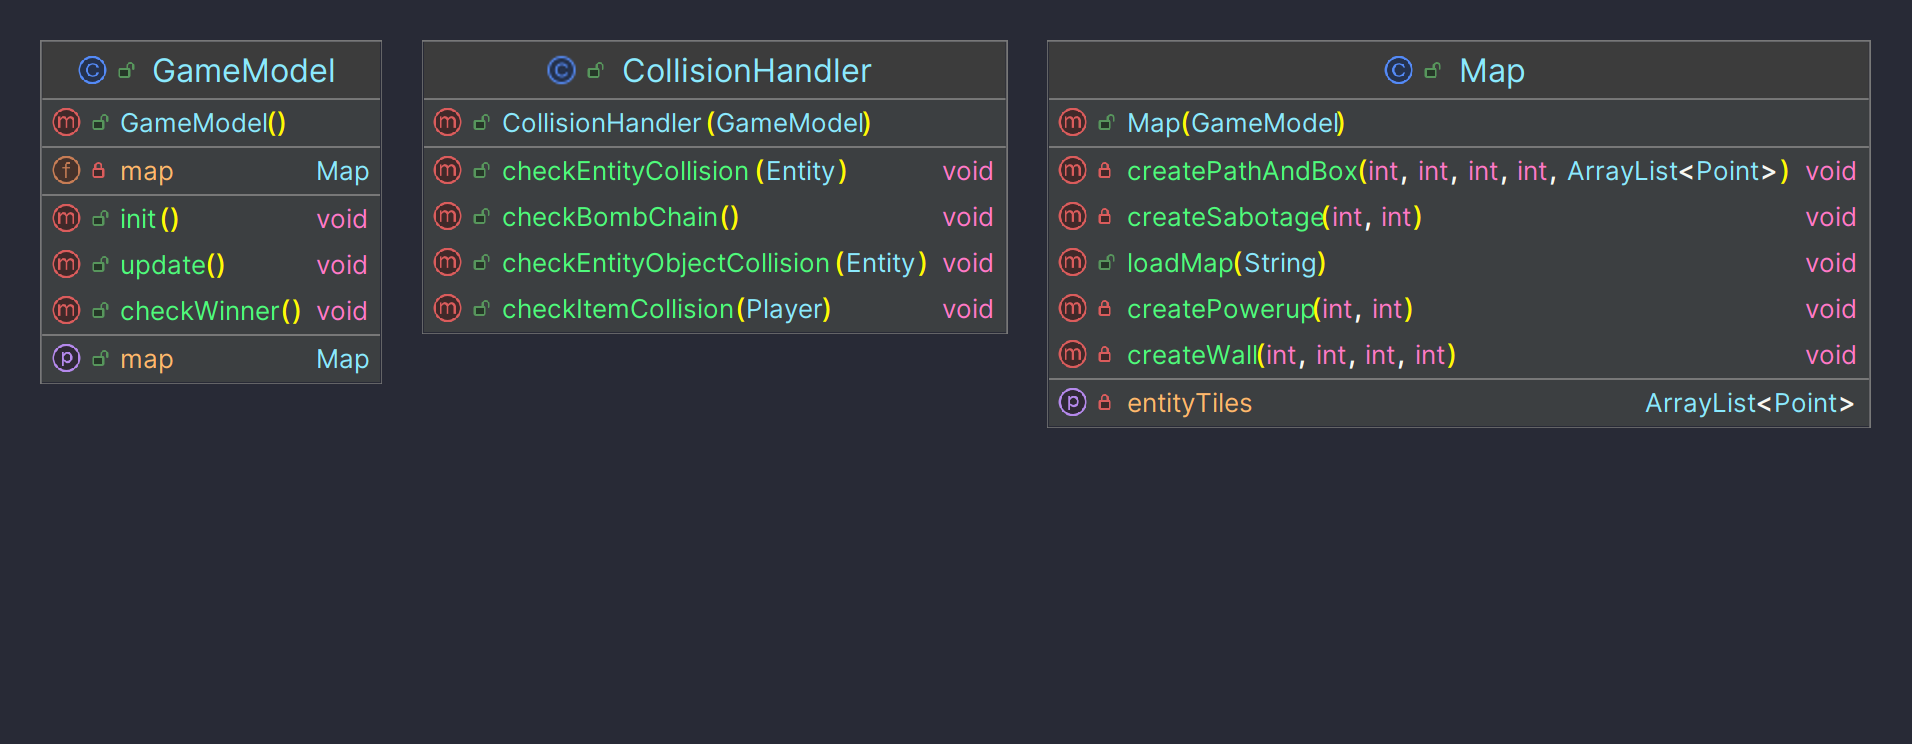 GameModel
GameModel()
map Map
init() void
update() void
checkWinner() void
map Map
CollisionHandler
CollisionHandler(GameModel)
checkEntityCollision(Entity) void
checkBombChain() void
checkEntityObjectCollision(Entity) void
checkItemCollision(Player) void
Map
Map(GameModel)
createPathAndBox(int, int, int, int, ArrayList<Point>) void
createSabotage(int, int) void
loadMap(String) void
createPowerup(int, int) void
createWall(int, int, int, int) void
entityTiles ArrayList<Point>